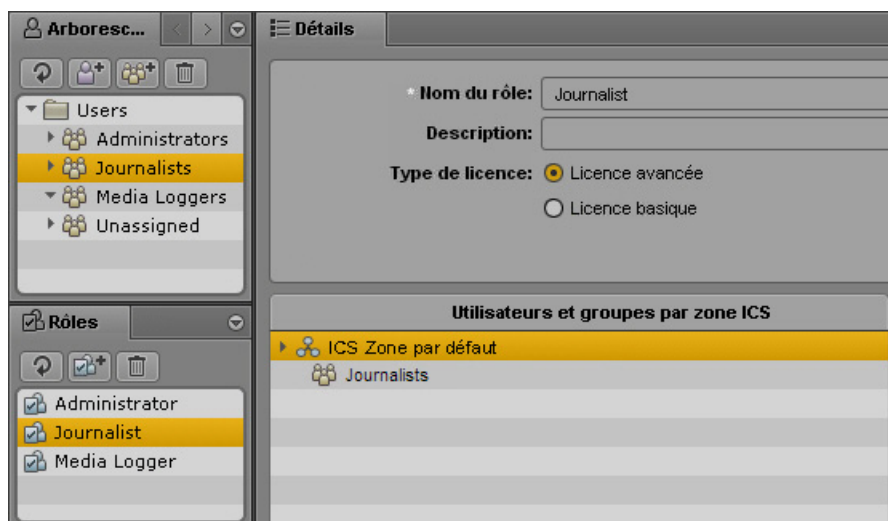 Arboresc...
Users
Administrators
Journalists
Media Loggers
Unassigned
Rôles
Administrator
Journalist
Media Logger
Détails
* Nom du rôle: Journalist
Description:
Type de licence: Licence avancée
Licence basique
Utilisateurs et groupes par zone ICS
ICS Zone par défaut
Journalists